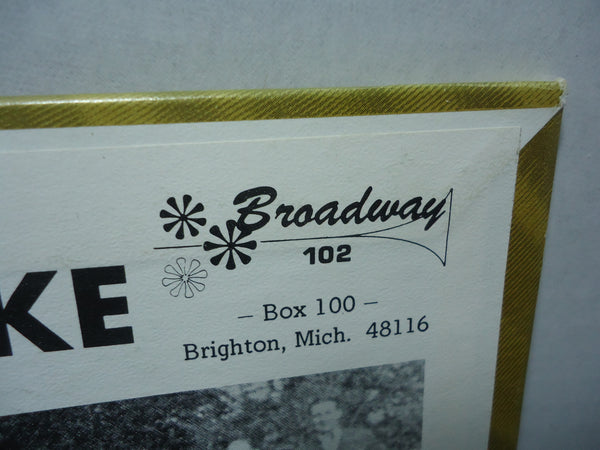 Broadway
102
KE
– Box 100 –
Brighton, Mich. 48116